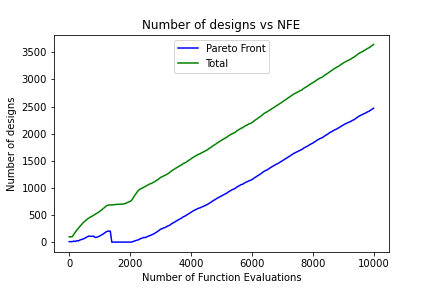 Number of designs vs NFE
Pareto Front
Total
Number of designs
3500
3000
2500
2000
1500
1000
500
0
0 2000 4000 6000 8000 10000
Number of Function Evaluations